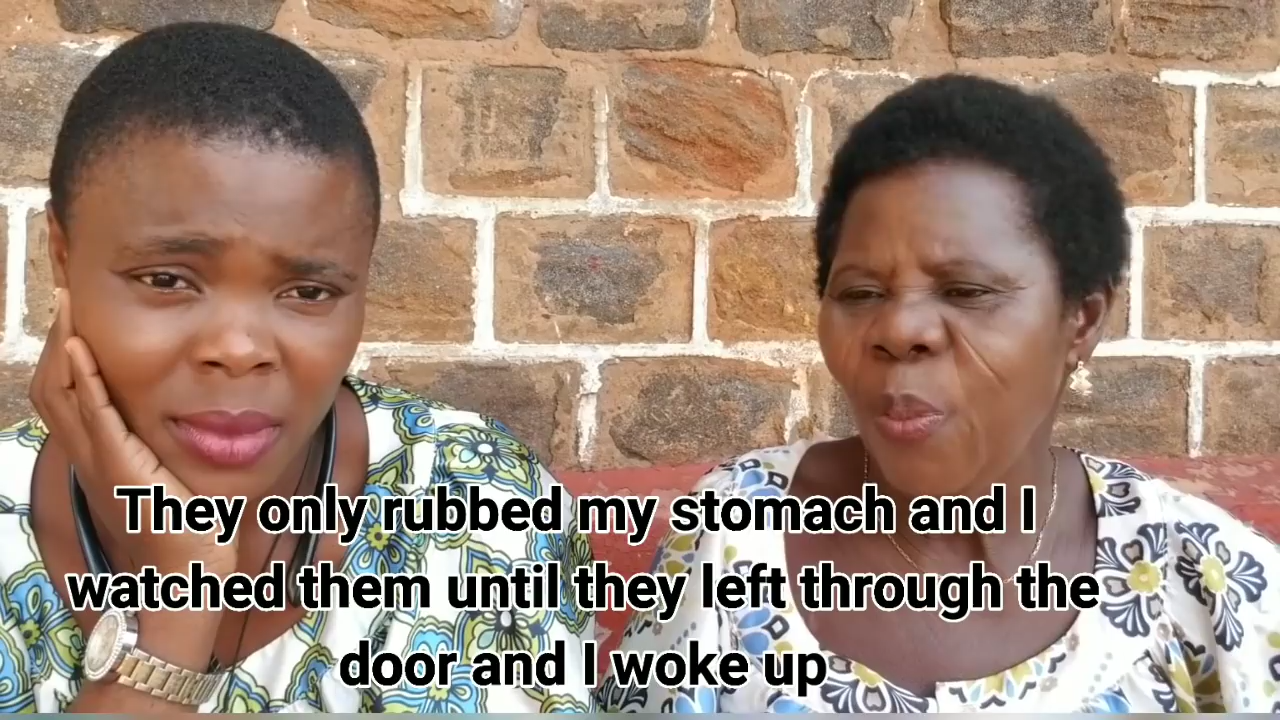 They only rubbed my stomach and I
watched them until they left through the
door and I woke up